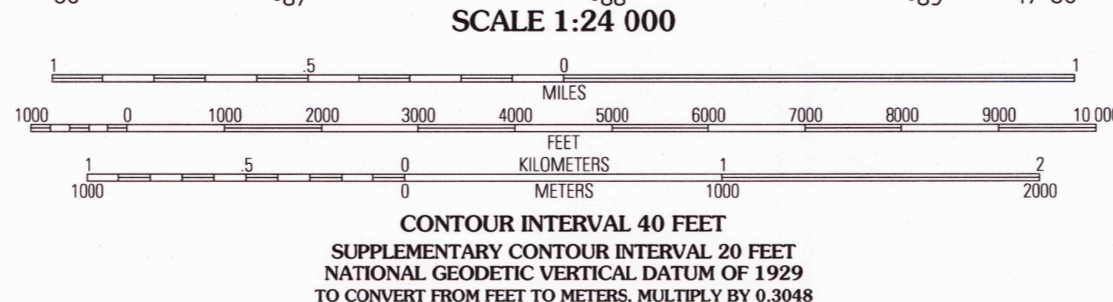 SCALE 1:24 000
1 .5 0 1
MILES
1000 0 1000 2000 3000 4000 5000 6000 7000 8000 9000 10 000
FEET
1 .5 0 KILOMETERS 1 2
1000 0 METERS 1000 2000
CONTOUR INTERVAL 40 FEET
SUPPLEMENTARY CONTOUR INTERVAL 20 FEET
NATIONAL GEODETIC VERTICAL DATUM OF 1929
TO CONVERT FROM FEET TO METERS, MULTIPLY BY 0.3048